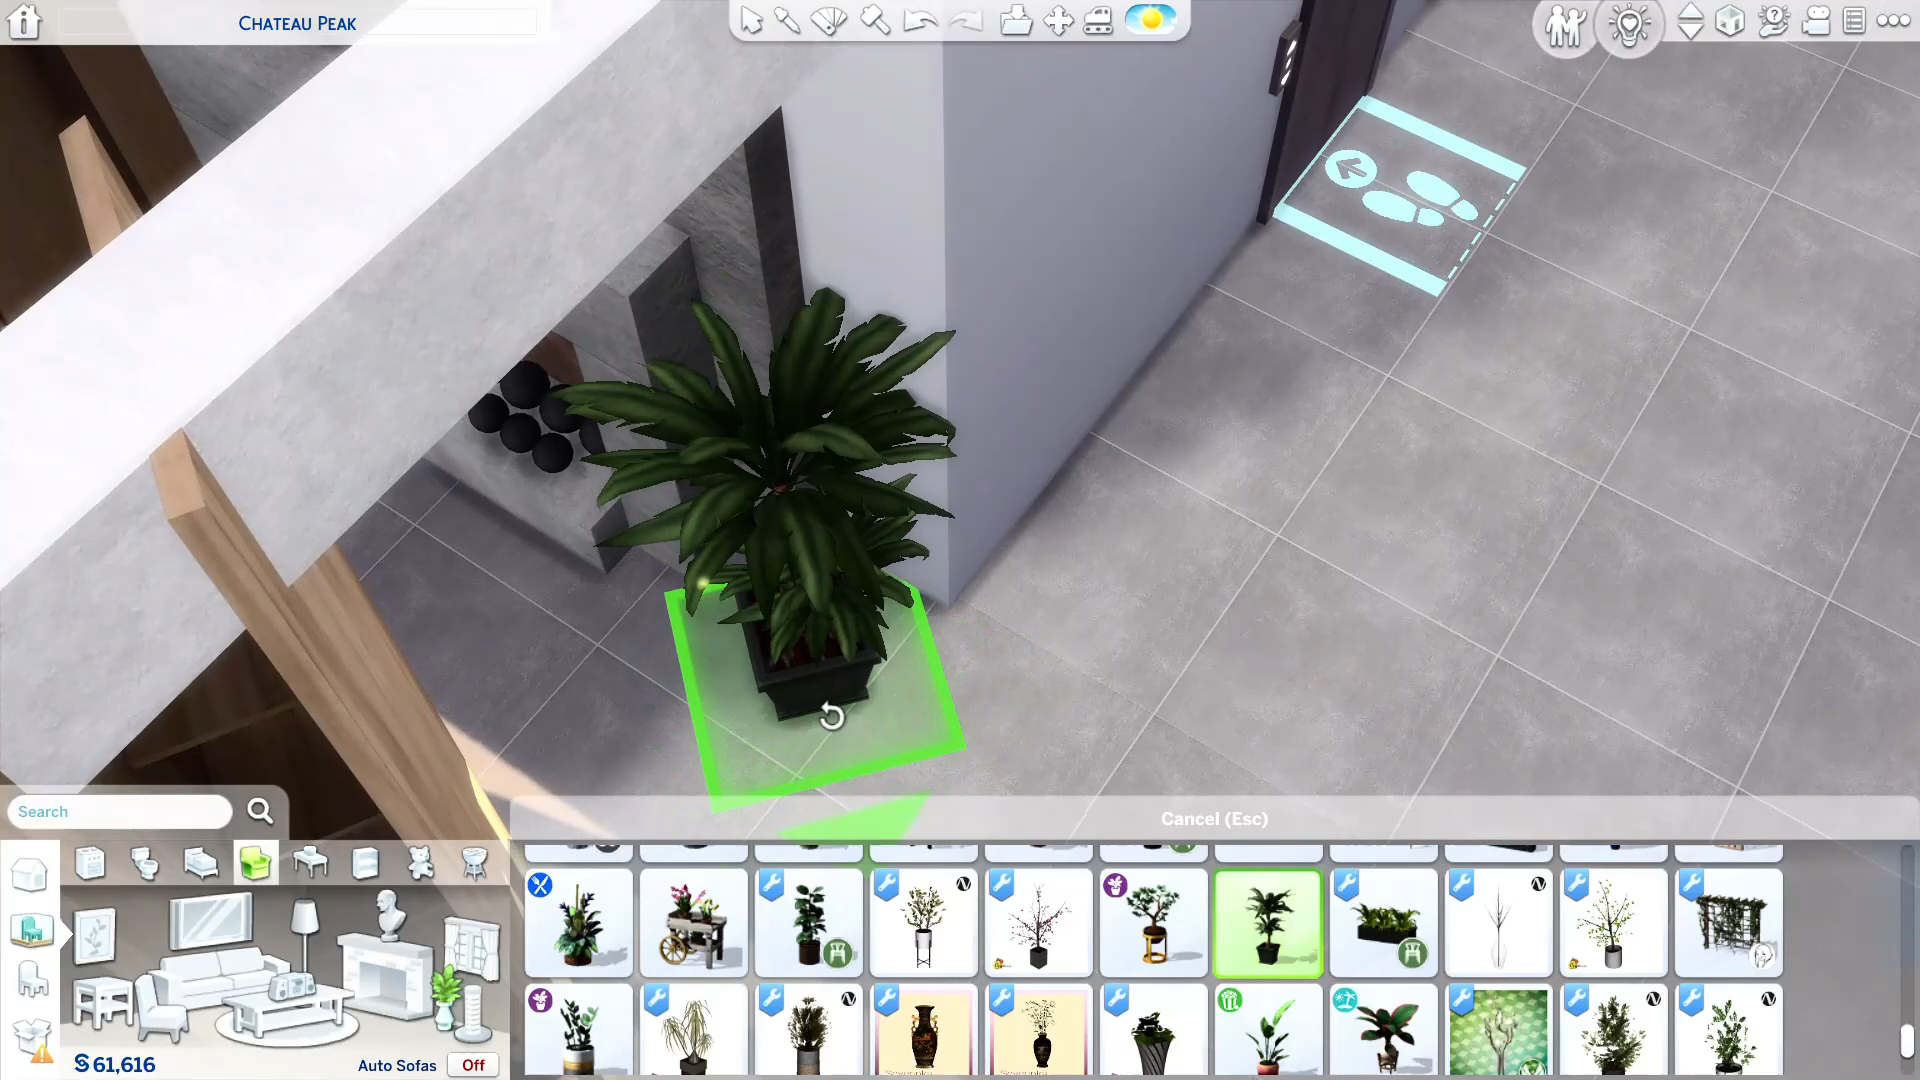 CHATEAU PEAK
Search
Cancel (Esc)
§61,616
Auto Sofas
Off